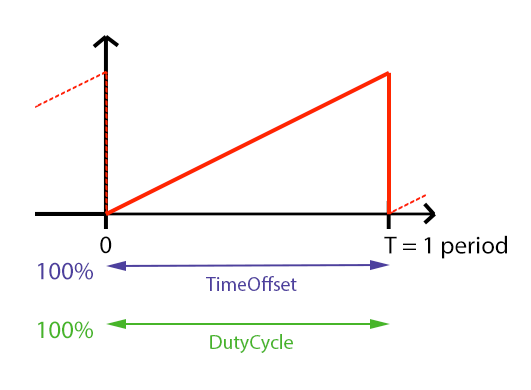 0
T = 1 period
100%
TimeOffset
100%
DutyCycle